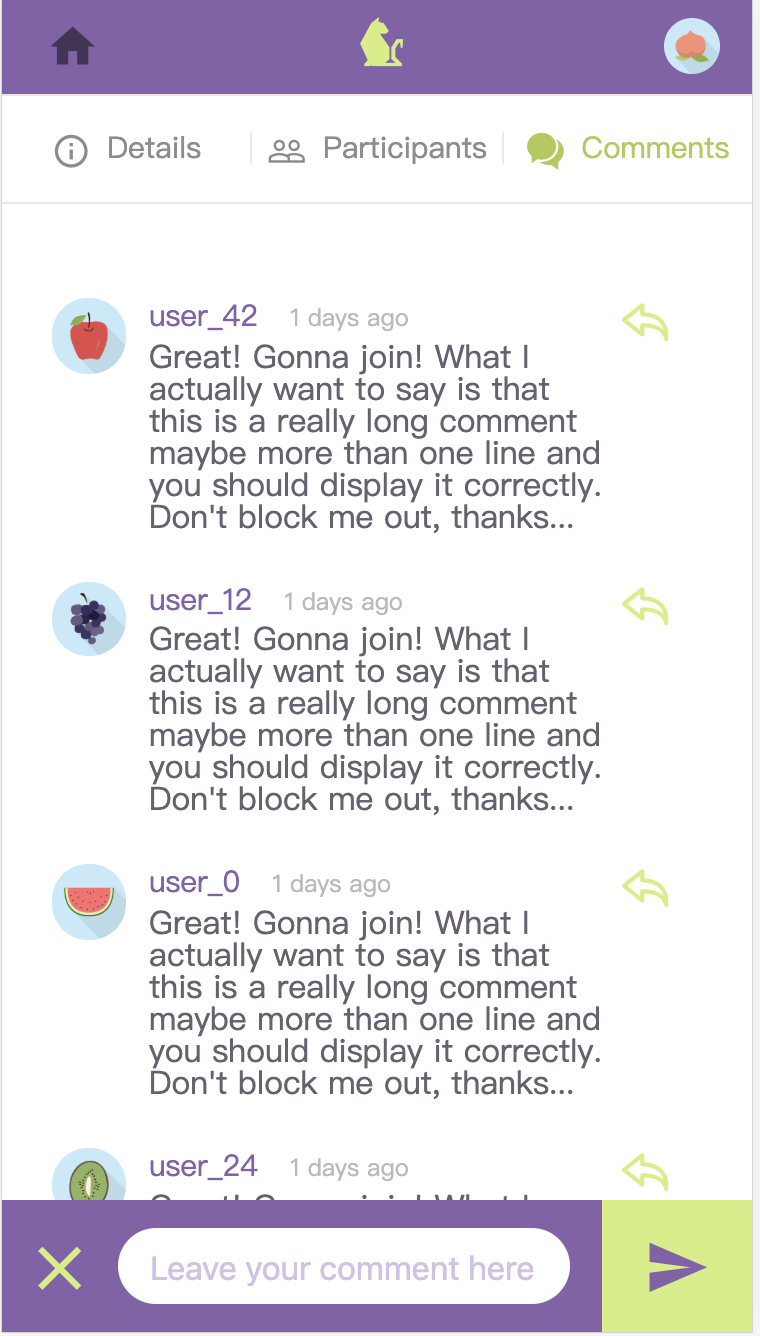 Details Participants Comments
user_42 1 days ago
Great! Gonna join! What I
actually want to say is that
this is a really long comment
maybe more than one line and
you should display it correctly.
Don't block me out, thanks...
user_12 1 days ago
Great! Gonna join! What I
actually want to say is that
this is a really long comment
maybe more than one line and
you should display it correctly.
Don't block me out, thanks...
user_0 1 days ago
Great! Gonna join! What I
actually want to say is that
this is a really long comment
maybe more than one line and
you should display it correctly.
Don't block me out, thanks...
user_24 1 days ago
Great! Gonna join! What I
Leave your comment here